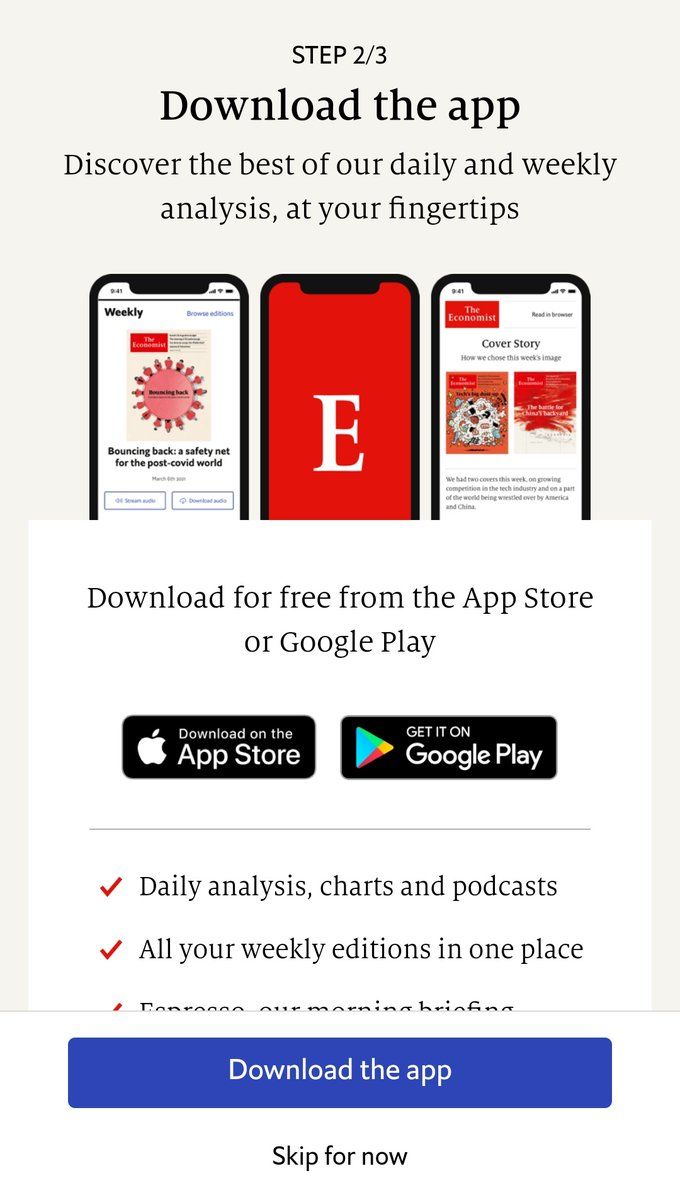 STEP 2/3
Download the app
Discover the best of our daily and weekly
analysis, at your fingertips
9:41
Weekly
Browse editions
The
Economist
Bouncing back
Bouncing back: a safety net
for the post-covid world
March 6th 2021
Stream audio
Download audio
E
9:41
The
Economist
Read in browser
Cover Story
How we chose this week's image
The
Economist
Tech's big dust-up
The
Economist
The battle for
China's backyard
We had two covers this week, on growing
competition in the tech industry and on a part
of the world being wrestled over by America
and China.
Download for free from the App Store
or Google Play
Download on the
App Store
GET IT ON
Google Play
Daily analysis, charts and podcasts
All your weekly editions in one place
Espresso, our morning briefing
Download the app
Skip for now